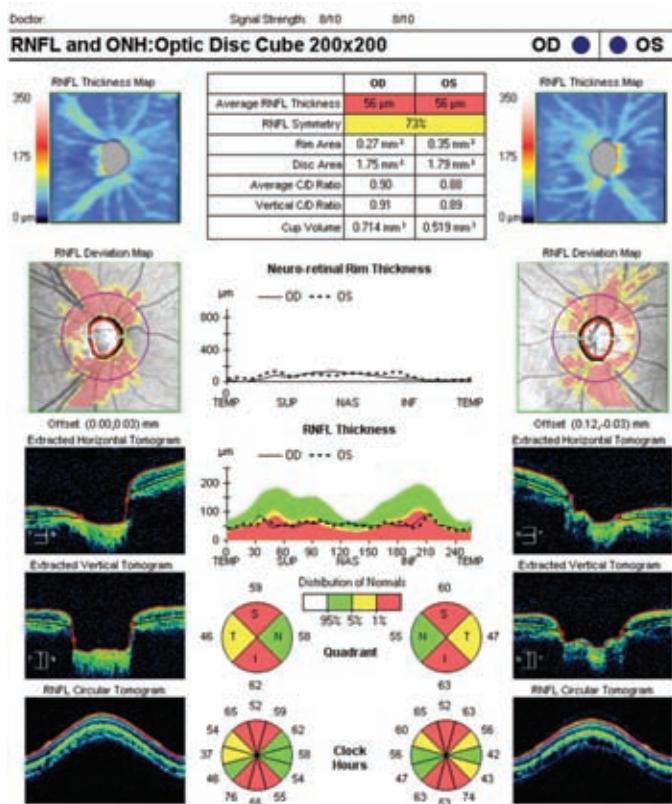 Doctor: Signal Strength: 8/10 8/10
RNFL and ONH:Optic Disc Cube 200x200 OD OS
RNFL Thickness Map
RNFL Thickness Map
350
175
0 µm
350
175
0 µm
OD OS
Average RNFL Thickness 56 µm 56 µm
RNFL Symmetry 73%
Rim Area 0.27 mm² 0.35 mm²
Disc Area 1.75 mm² 1.79 mm²
Average C/D Ratio 0.90 0.88
Vertical C/D Ratio 0.91 0.89
Cup Volume 0.714 mm³ 0.519 mm³
RNFL Deviation Map
RNFL Deviation Map
Neuro-retinal Rim Thickness
µm OD OS
800
400
0
TEMP SUP NAS INF TEMP
Offset (0.00,0.03) mm
Offset (0.12,-0.03) mm
Extracted Horizontal Tomogram
Extracted Horizontal Tomogram
RNFL Thickness
µm OD OS
200
100
0
0 30 60 90 120 150 180 210 240
TEMP SUP NAS INF TEMP
Extracted Vertical Tomogram
Extracted Vertical Tomogram
Distribution of Normals
95% 5% 1%
59
46 S T N I 58
62
60
55 S N T I 47
63
Quadrant
RNFL Circular Tomogram
RNFL Circular Tomogram
Clock
Hours
65 52 59
54 62
37 58
46 54
76 55
63 52 63
60 56
56 42
47 43
63 74